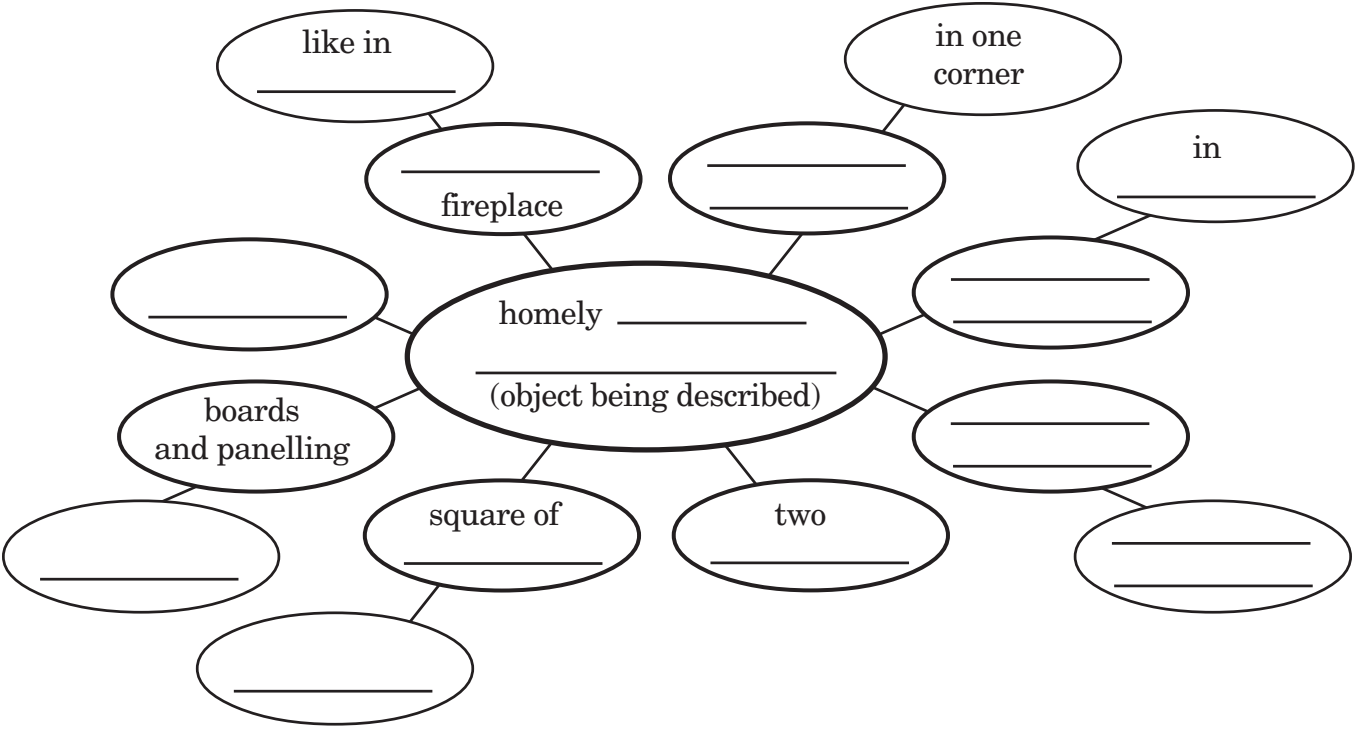 like in
in one
corner
in
fireplace
homely
(object being described)
boards
and panelling
square of
two